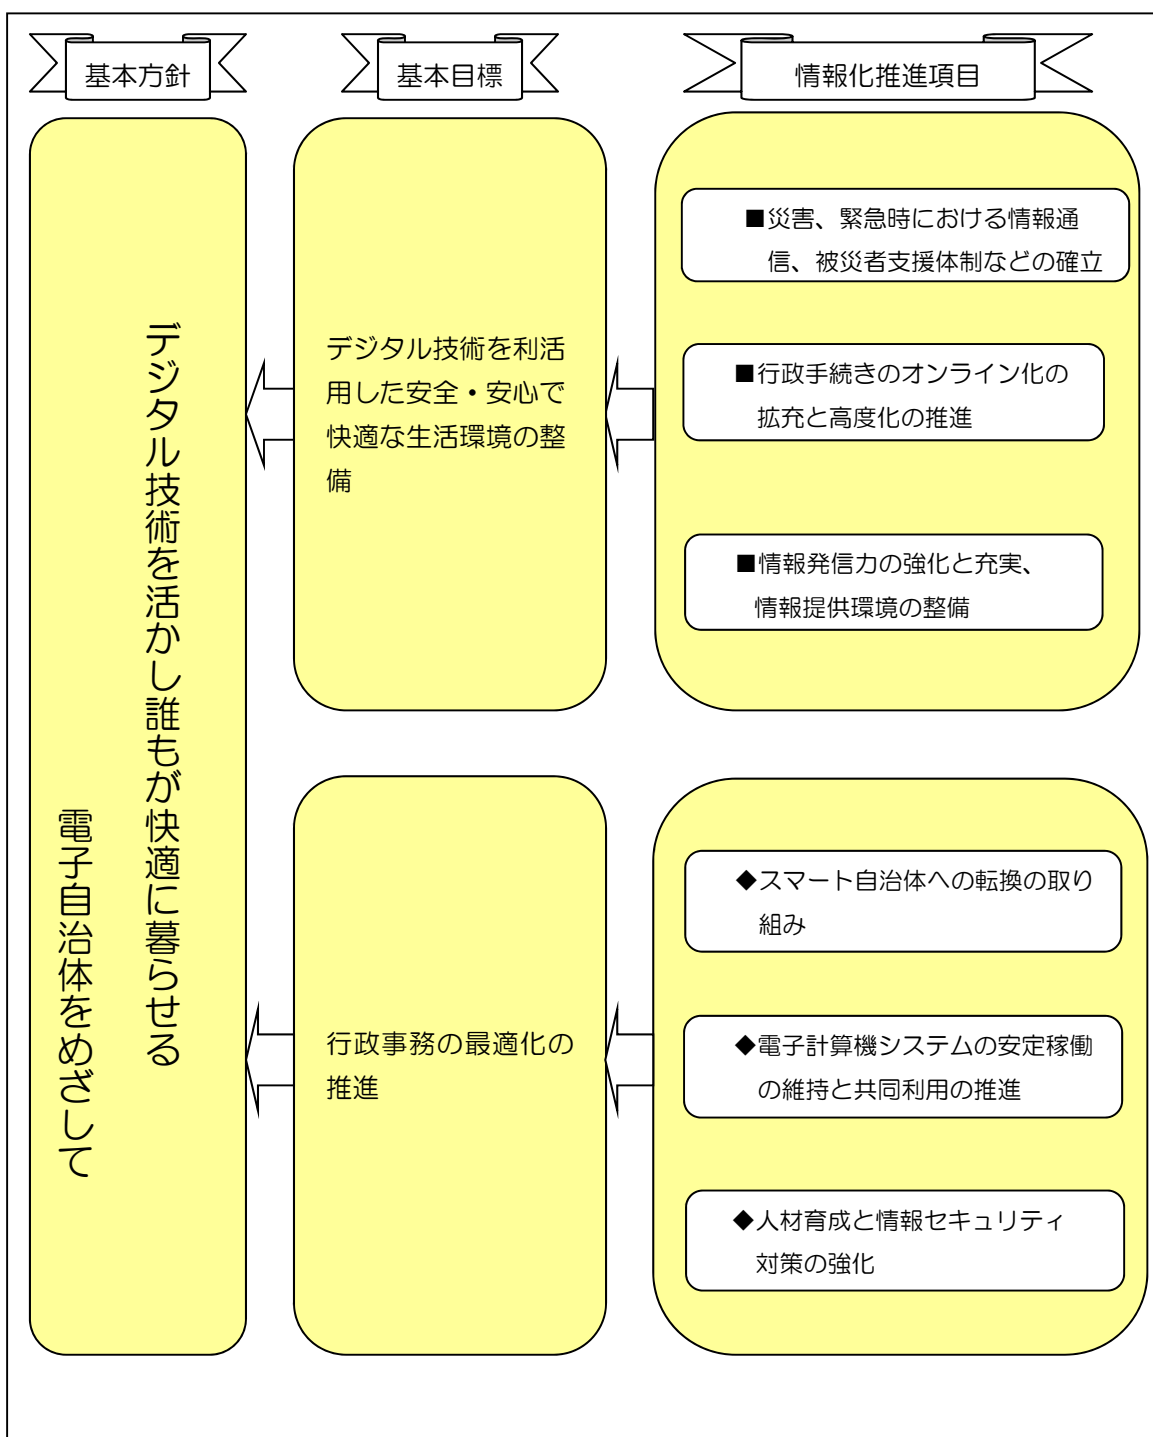 基本方針
基本目標
情報化推進項目
デジタル技術を活かし誰もが快適に暮らせる
電子自治体をめざして
デジタル技術を利活
用した安全・安心で
快適な生活環境の整
備
■災害、緊急時における情報通
信、被災者支援体制などの確立
■行政手続きのオンライン化の
拡充と高度化の推進
■情報発信力の強化と充実、
情報提供環境の整備
行政事務の最適化の
推進
◆スマート自治体への転換の取り
組み
◆電子計算機システムの安定稼働
の維持と共同利用の推進
◆人材育成と情報セキュリティ
対策の強化